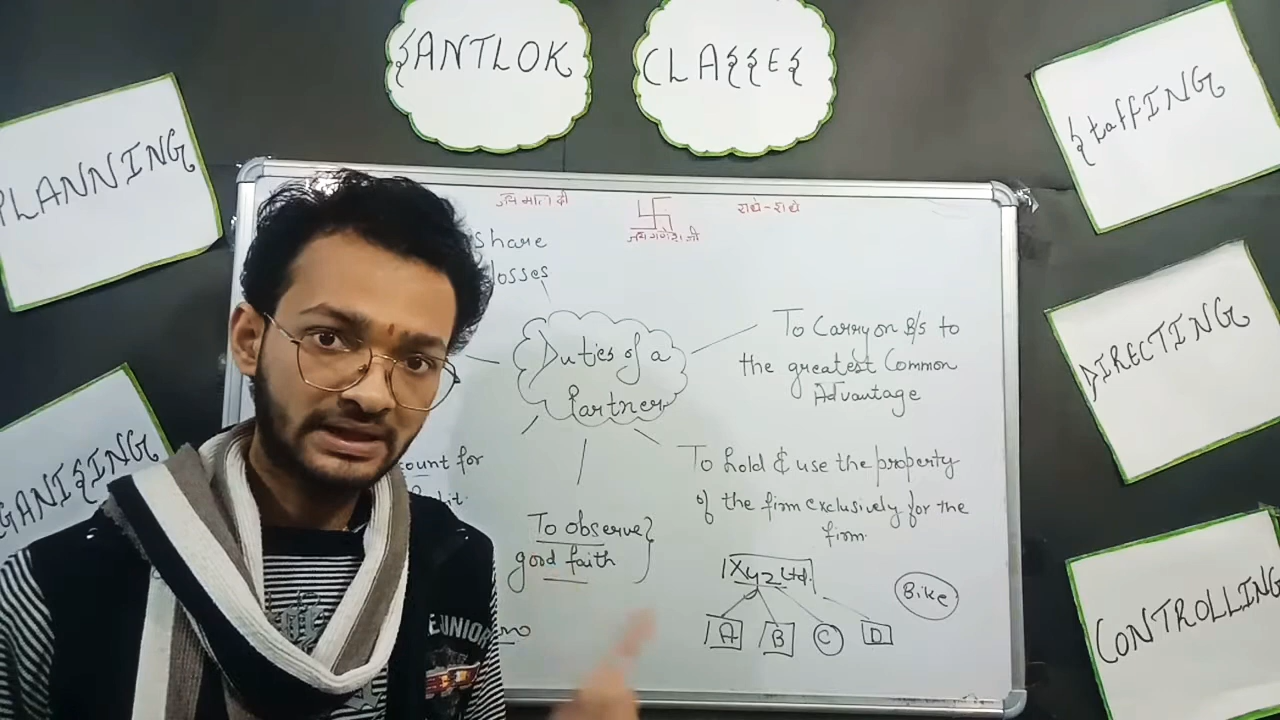 SANTLOK
CLASSES
PLANNING
StaffING
जय माता दी
राधे-राधे
जय गणेश जी
share
losses
Duties of a
Partner
To Carry on B/s to
the greatest Common
Advantage
DIRECTING
GANISING
count for
To hold & use the property
of the firm exclusively for the
firm.
To observe
good faith
XYZ Ltd.
Bike
A B C D
CONTROLLING
UNIOR